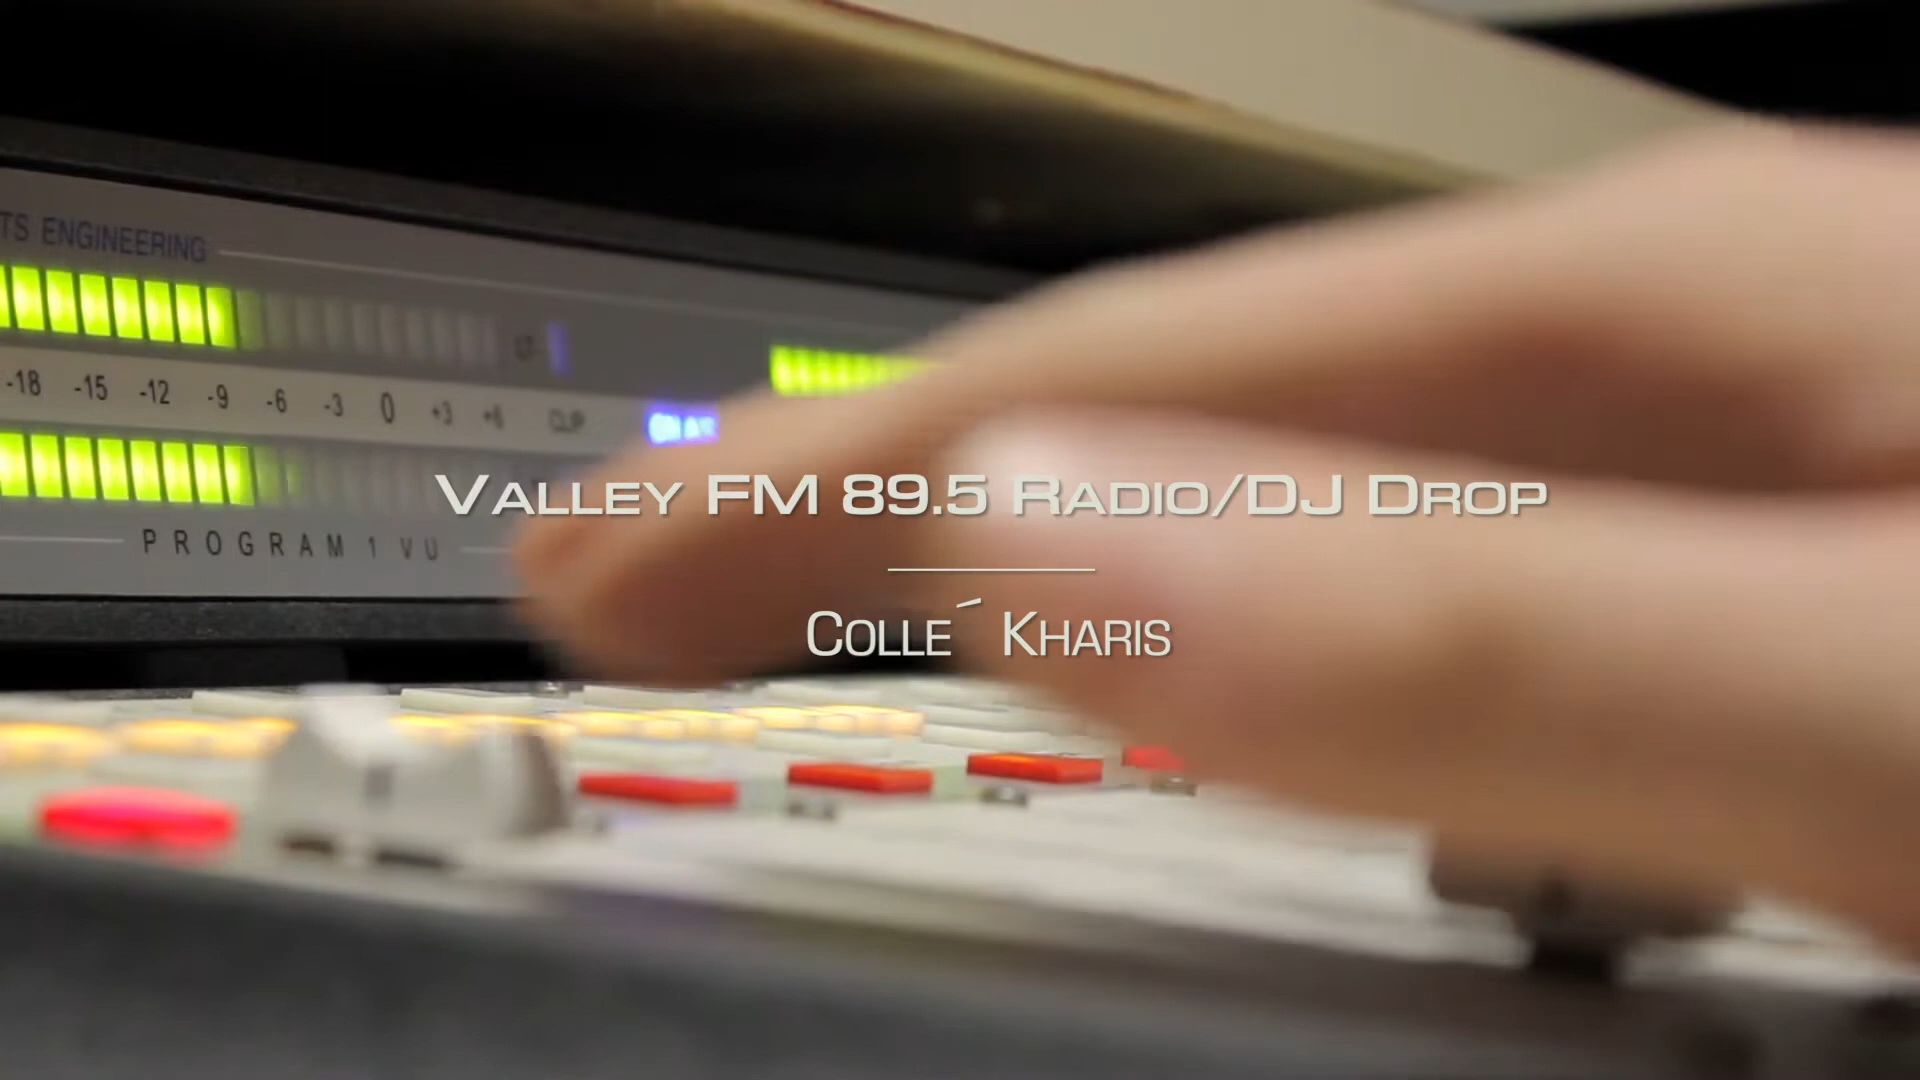 TS ENGINEERING
-18 -15 -12 -9 -6 -3 0 +3 +6 CLIP
PROGRAM 1 VU
Valley FM 89.5 Radio/DJ Drop
Colle´ Kharis